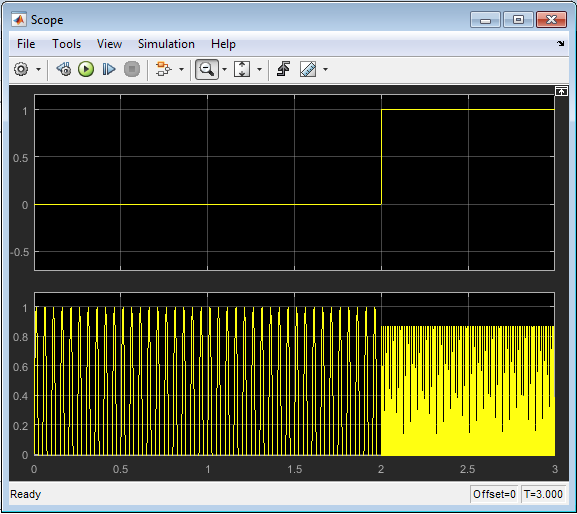 Scope
File Tools View Simulation Help
1
0.5
0
-0.5
1
0.8
0.6
0.4
0.2
0
0 0.5 1 1.5 2 2.5 3
Ready Offset=0 T=3.000